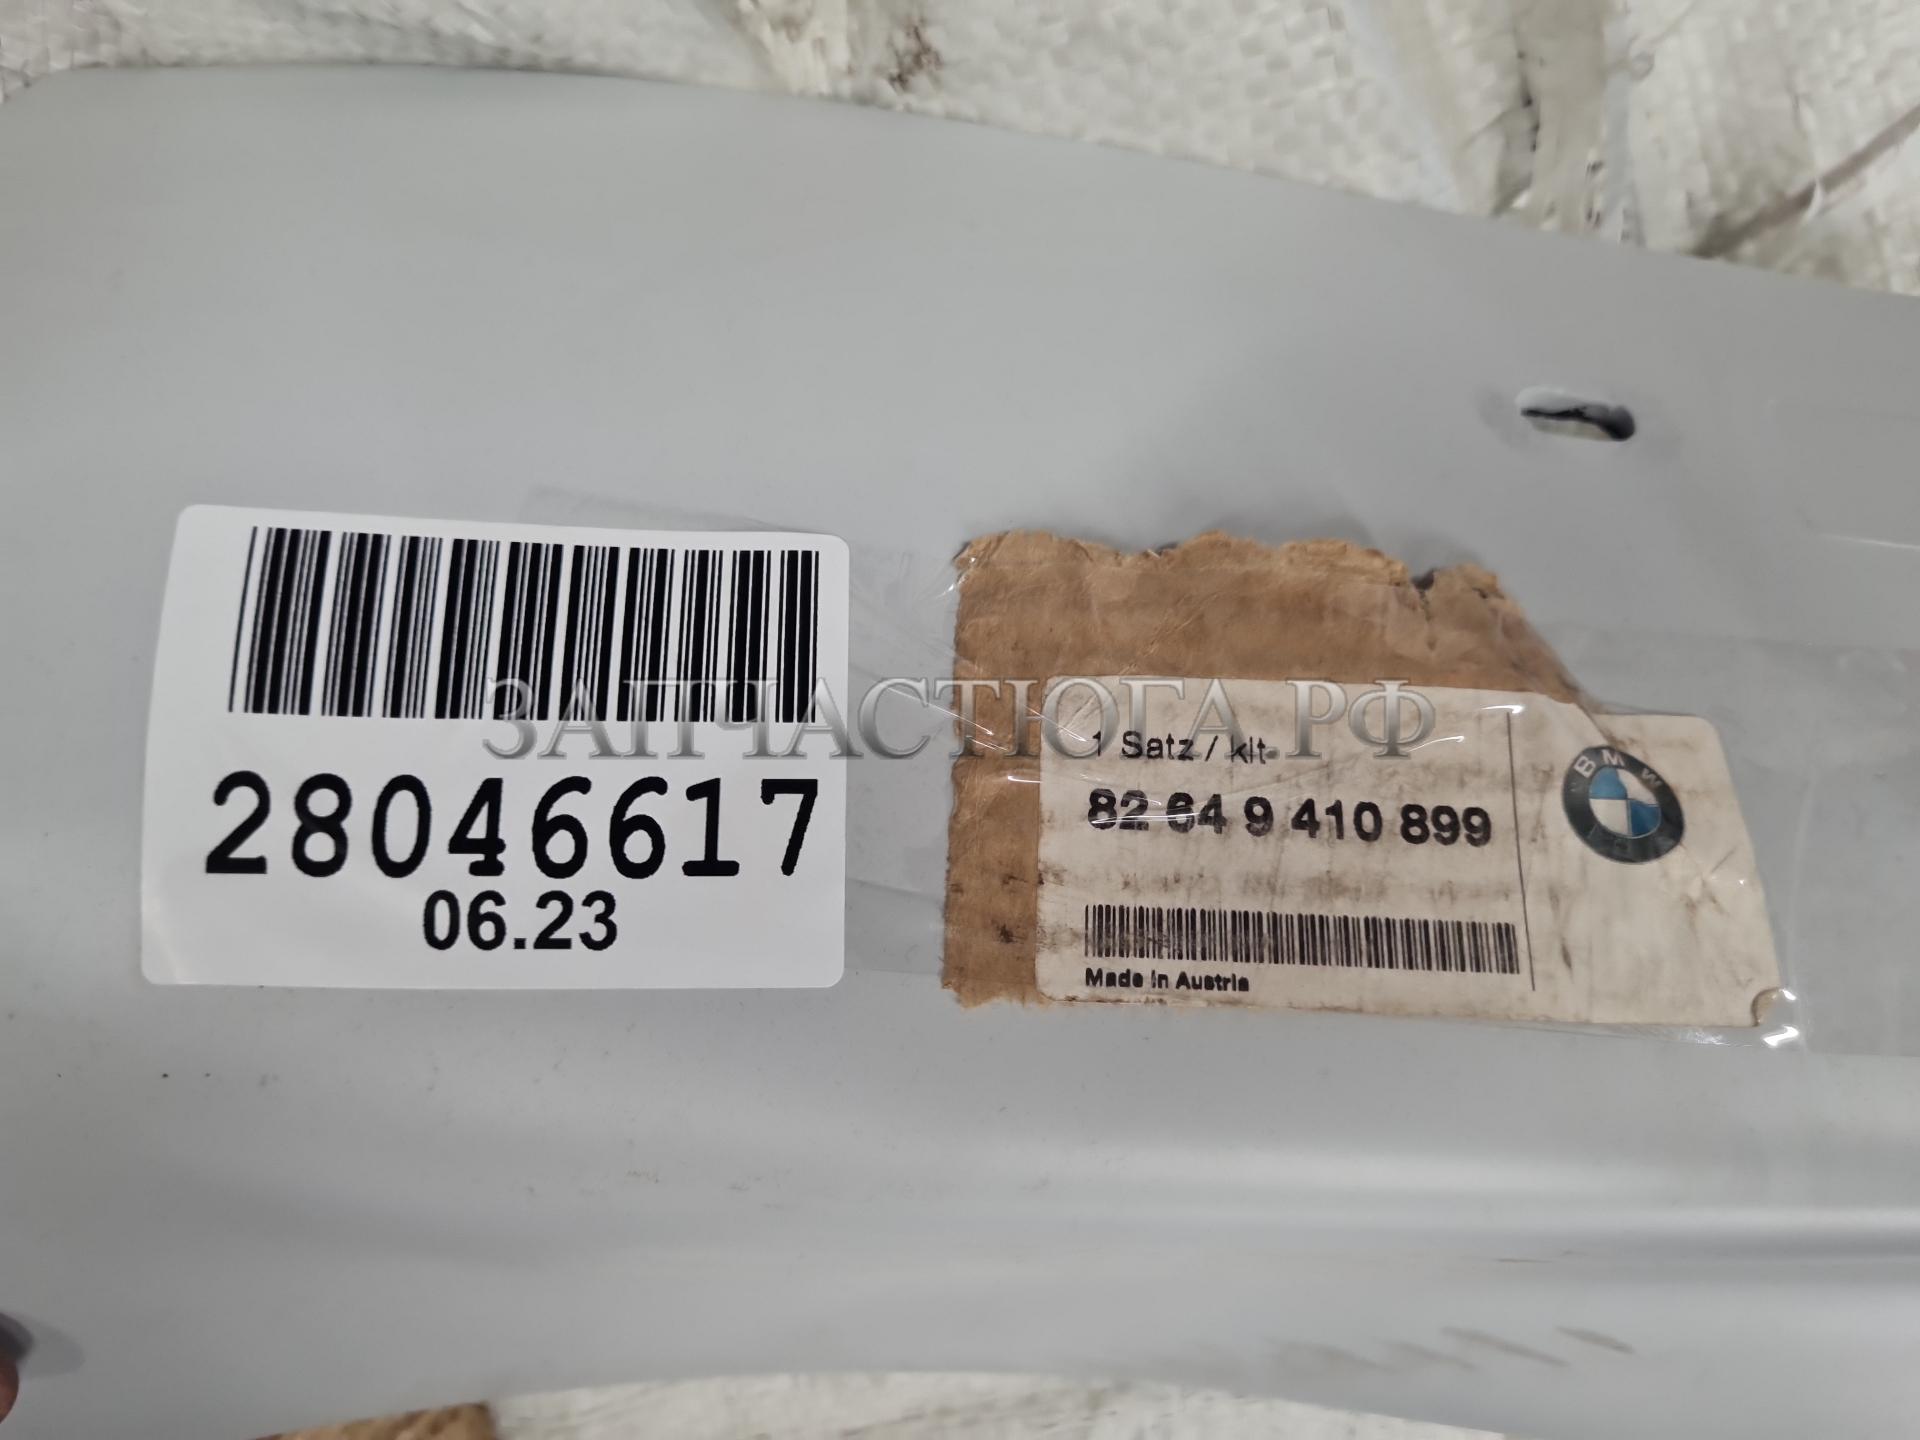 28046617
06.23
ЗАПЧАСТЮГА.РФ
1 Satz / kit-
82 64 9 410 899
BMW
Made in Austria